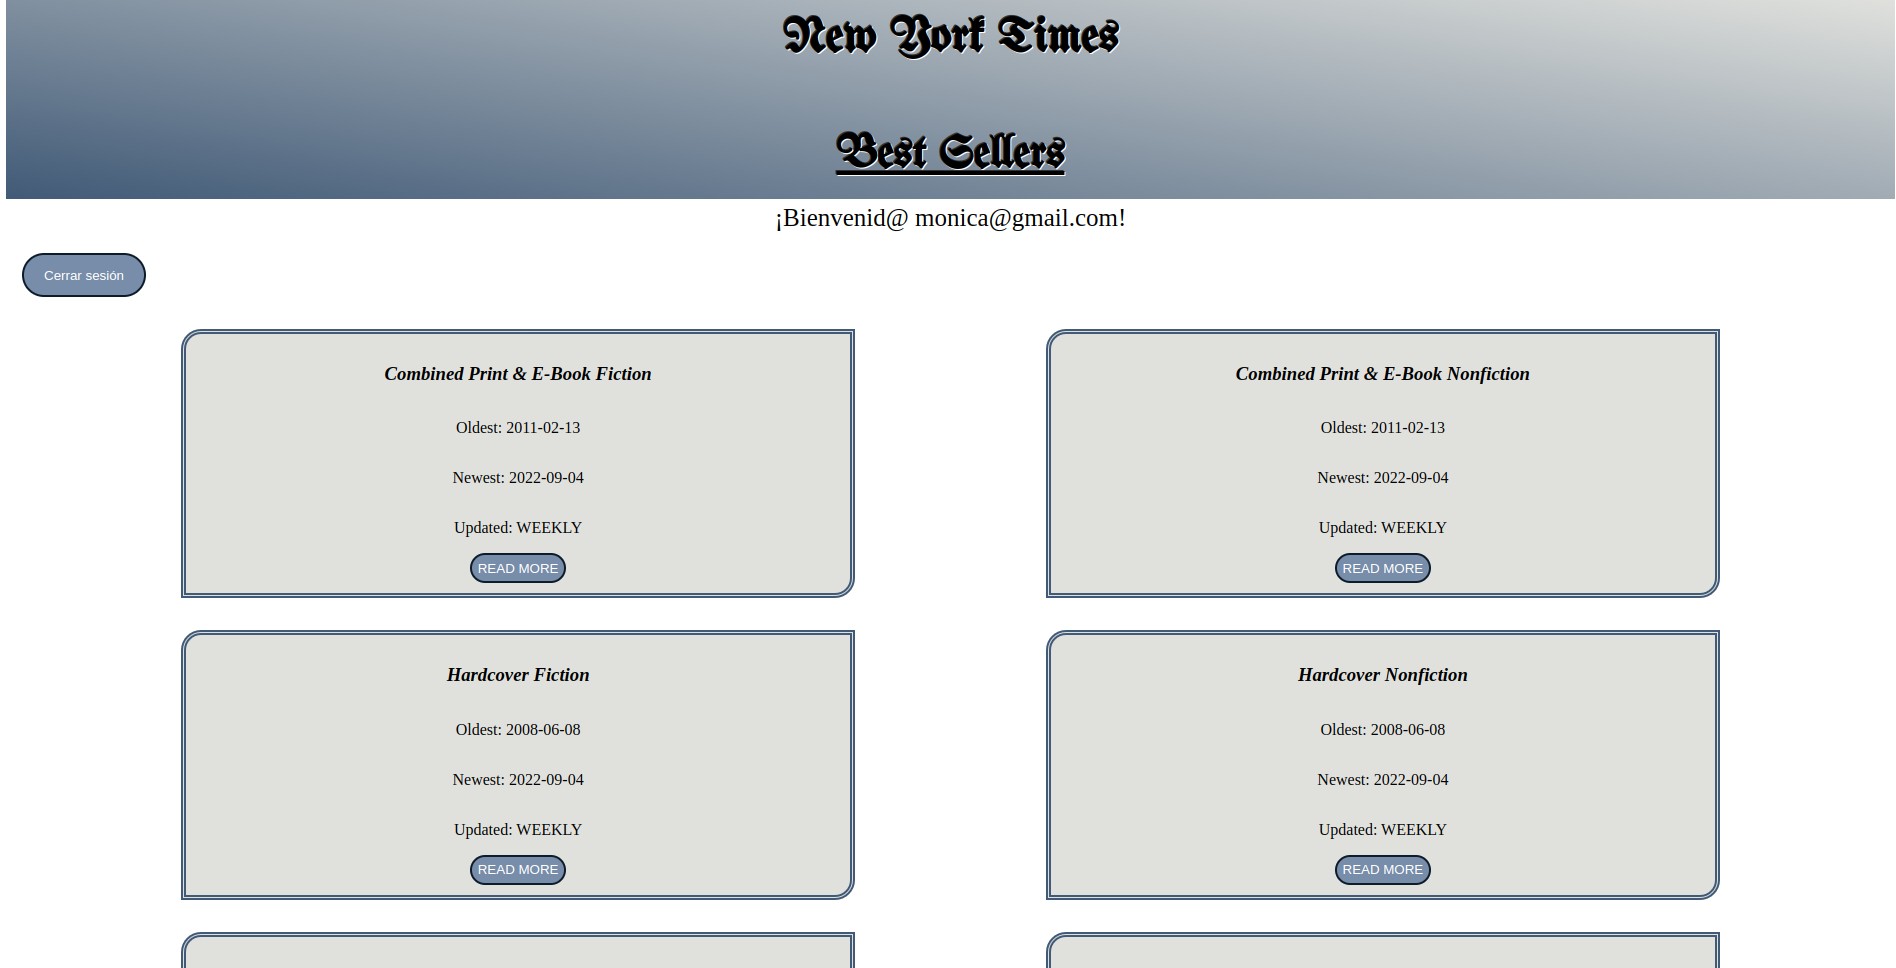 New York Times
Best Sellers
¡Bienvenid@ monica@gmail.com!
Cerrar sesión
Combined Print & E-Book Fiction
Oldest: 2011-02-13
Newest: 2022-09-04
Updated: WEEKLY
READ MORE
Combined Print & E-Book Nonfiction
Oldest: 2011-02-13
Newest: 2022-09-04
Updated: WEEKLY
READ MORE
Hardcover Fiction
Oldest: 2008-06-08
Newest: 2022-09-04
Updated: WEEKLY
READ MORE
Hardcover Nonfiction
Oldest: 2008-06-08
Newest: 2022-09-04
Updated: WEEKLY
READ MORE